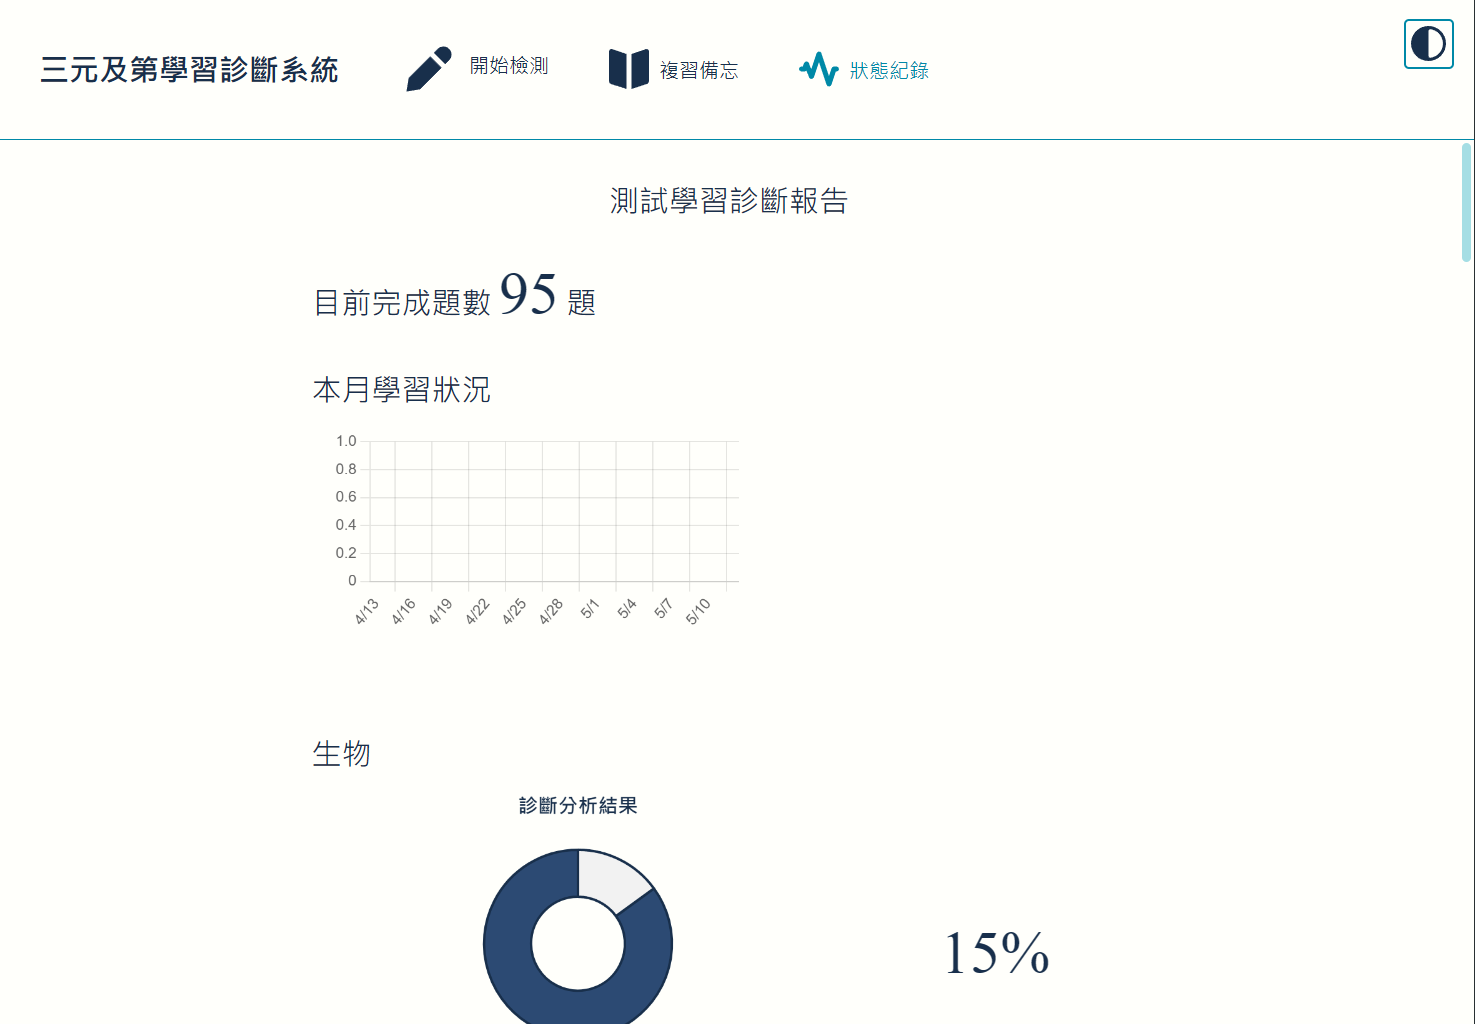 三元及第學習診斷系統
開始檢測
複習備忘
狀態紀錄
測試學習診斷報告
目前完成題數 95 題
本月學習狀況
1.0
0.8
0.6
0.4
0.2
0
4/13 4/16 4/19 4/22 4/25 4/28 5/1 5/4 5/7 5/10
生物
診斷分析結果
15%